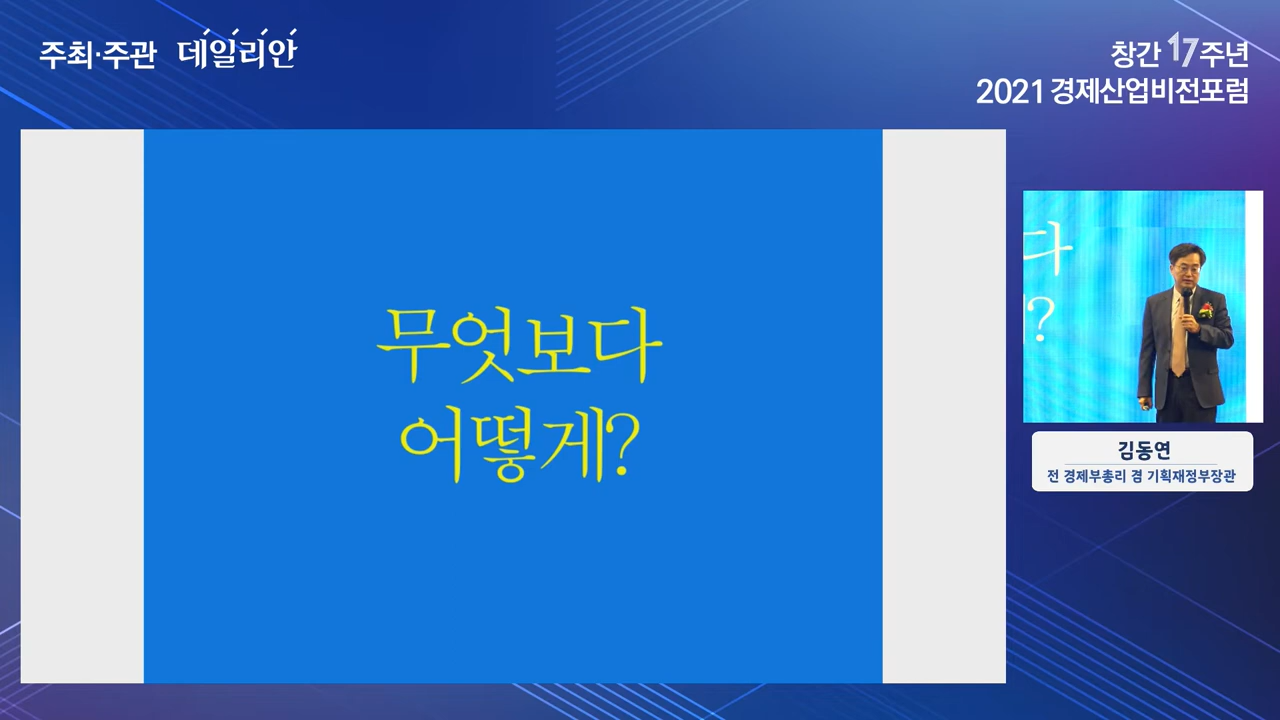 주최·주관 데일리안
창간 17주년
2021 경제산업비전포럼
무엇보다
어떻게?
다
?
김동연
전 경제부총리 겸 기획재정부장관